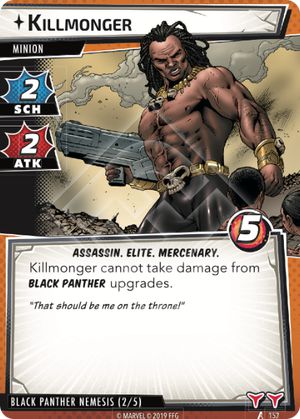 KILLMONGER
MINION
2
SCH
2
ATK
5
ASSASSIN. ELITE. MERCENARY.
Killmonger cannot take damage from
BLACK PANTHER upgrades.
"That should be me on the throne!"
BLACK PANTHER NEMESIS (2/5)
© MARVEL © 2019 FFG
157